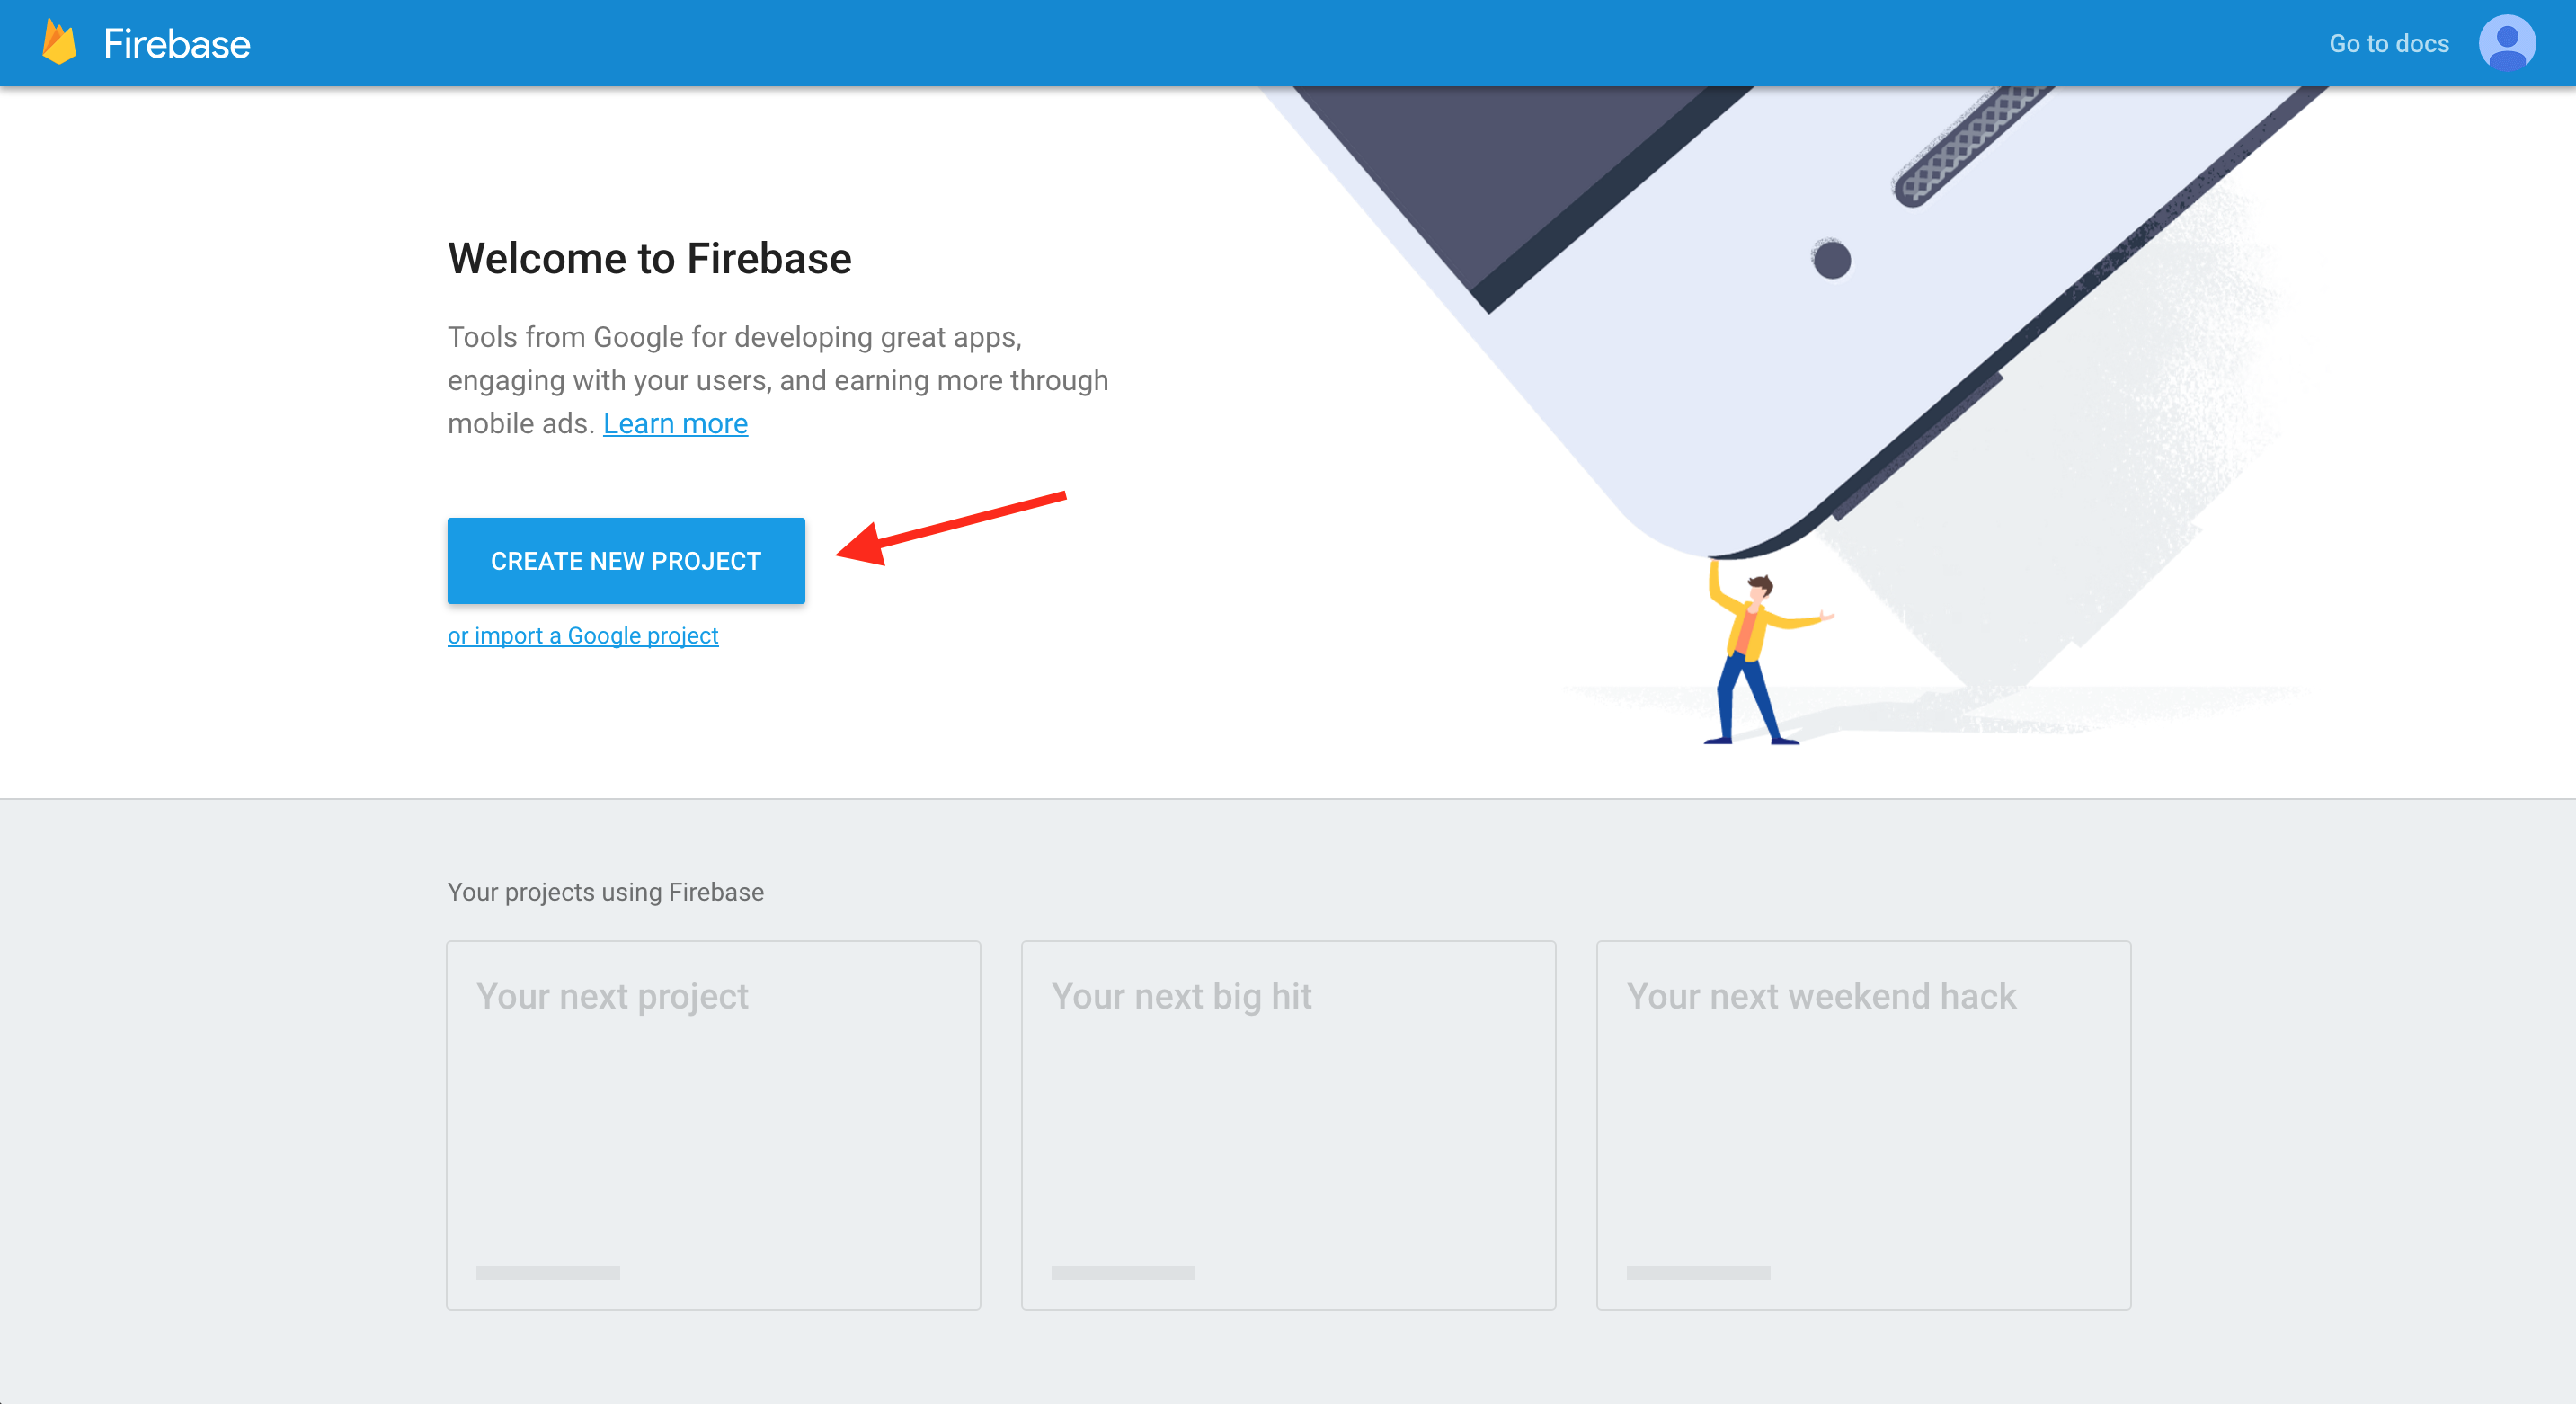 Firebase
Go to docs
Welcome to Firebase
Tools from Google for developing great apps,
engaging with your users, and earning more through
mobile ads. Learn more
CREATE NEW PROJECT
or import a Google project
Your projects using Firebase
Your next project
Your next big hit
Your next weekend hack